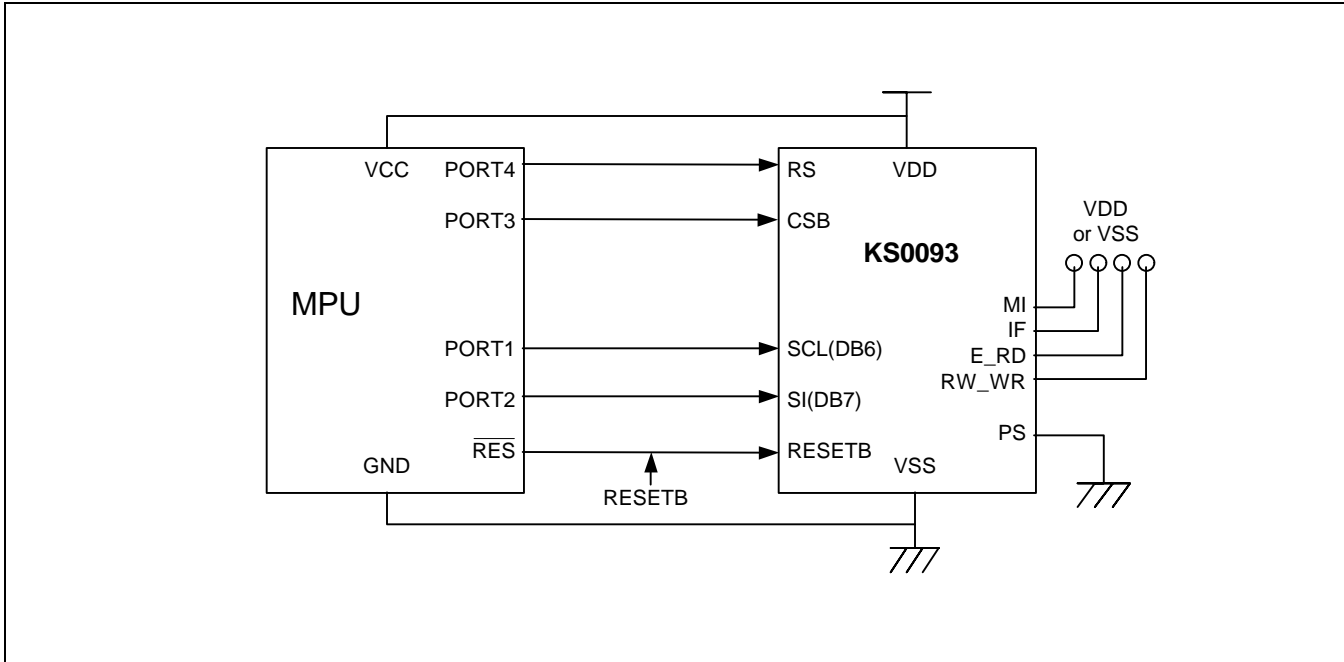 VCC
PORT4
PORT3
MPU
PORT1
PORT2
RES
GND
RESETB
RS
VDD
CSB
KS0093
SCL(DB6)
SI(DB7)
RESETB
VSS
VDD
or VSS
MI
IF
E_RD
RW_WR
PS